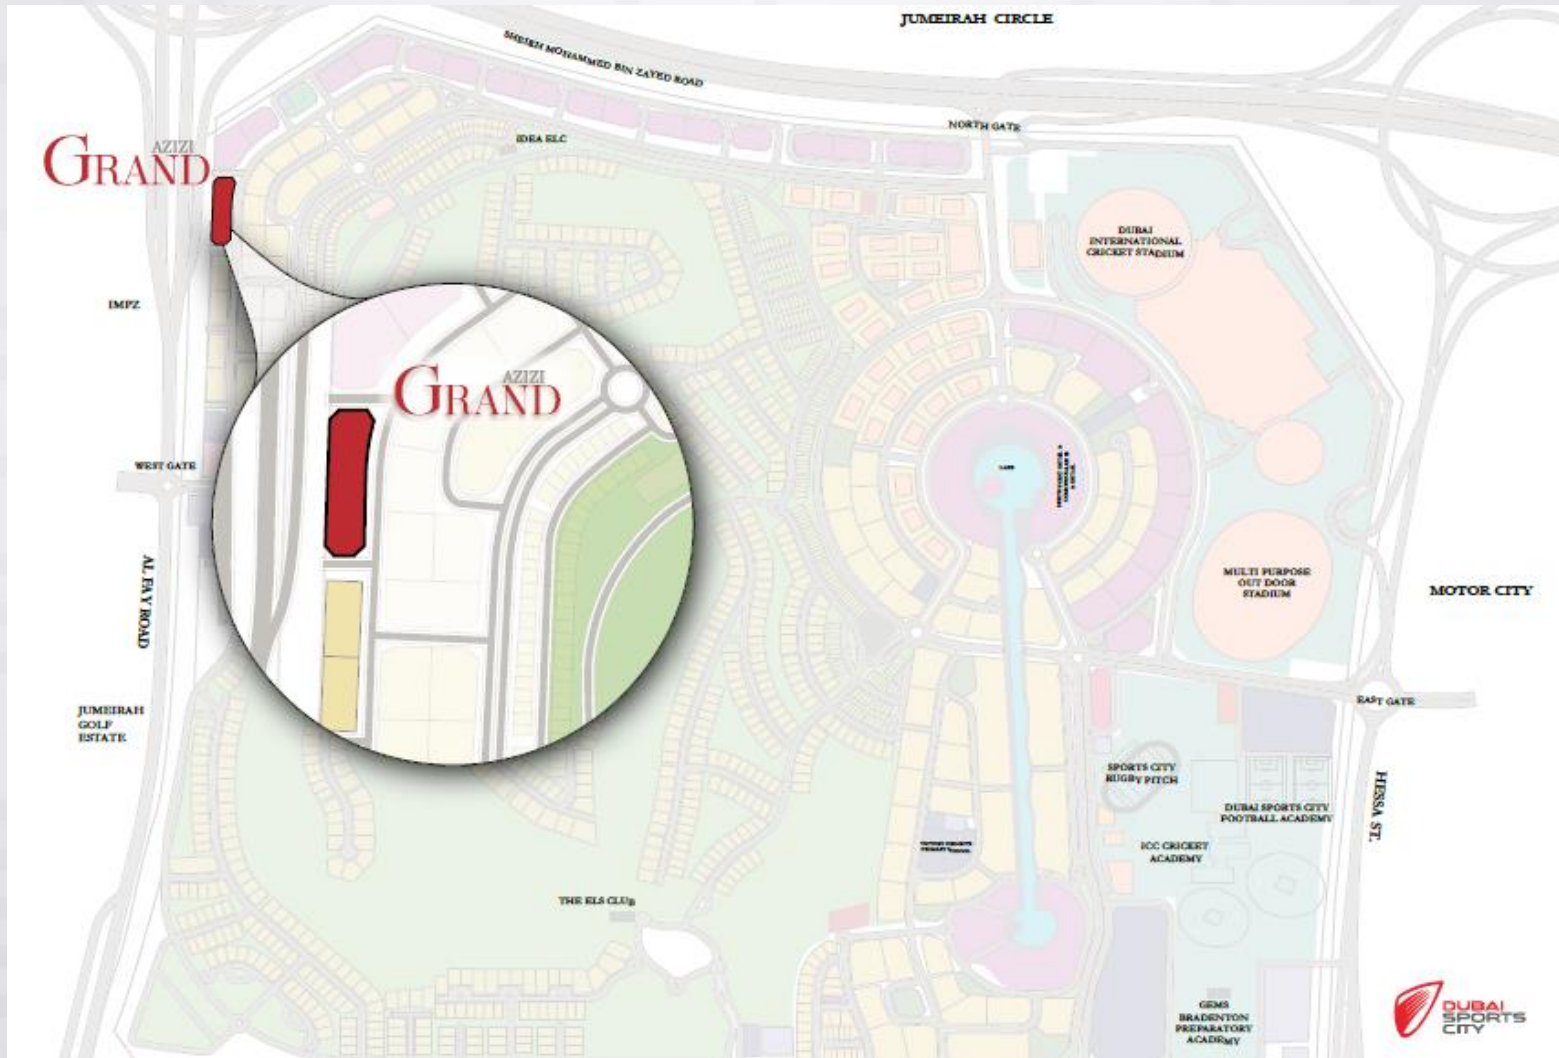 JUMEIRAH CIRCLE
SHEIKH MOHAMMED BIN ZAYED ROAD
NORTH GATE
IDEA ELC
AZIZI
GRAND
DUBAI
INTERNATIONAL
CRICKET STADIUM
IMPZ
AZIZI
GRAND
WEST GATE
LAKE
AL FAY ROAD
MULTI PURPOSE
OUT DOOR
STADIUM
MOTOR CITY
JUMEIRAH
GOLF
ESTATE
EAST GATE
SPORTS CITY
RUGBY PITCH
HESSA ST.
DUBAI SPORTS CITY
FOOTBALL ACADEMY
ICC CRICKET
ACADEMY
THE ELS CLUB
GEMS
BRADENTON
PREPARATORY
ACADEMY
DUBAI
SPORTS
CITY